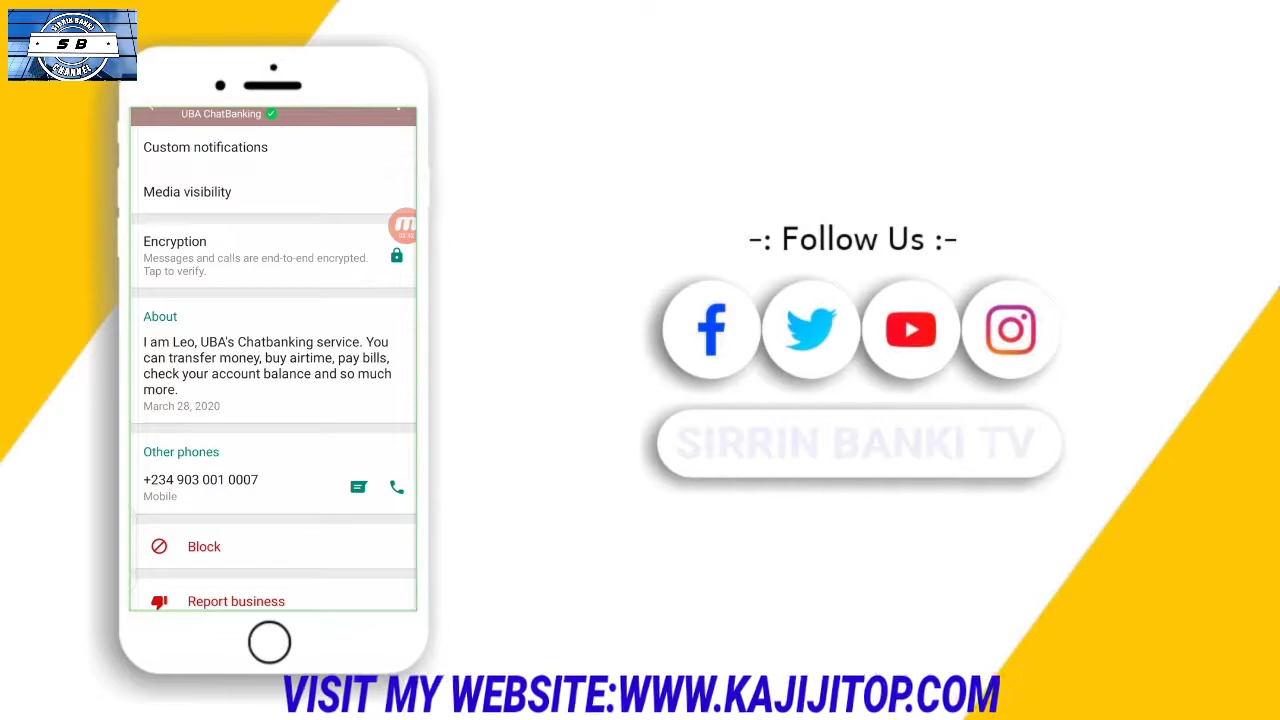 SIRRIN BANKI
S B
CHANNEL
UBA ChatBanking
Custom notifications
Media visibility
Encryption
Messages and calls are end-to-end encrypted.
Tap to verify.
About
I am Leo, UBA's Chatbanking service. You
can transfer money, buy airtime, pay bills,
check your account balance and so much
more.
March 28, 2020
Other phones
+234 903 001 0007
Mobile
Block
Report business
-: Follow Us :-
SIRRIN BANKI TV
VISIT MY WEBSITE:WWW.KAJIJITOP.COM